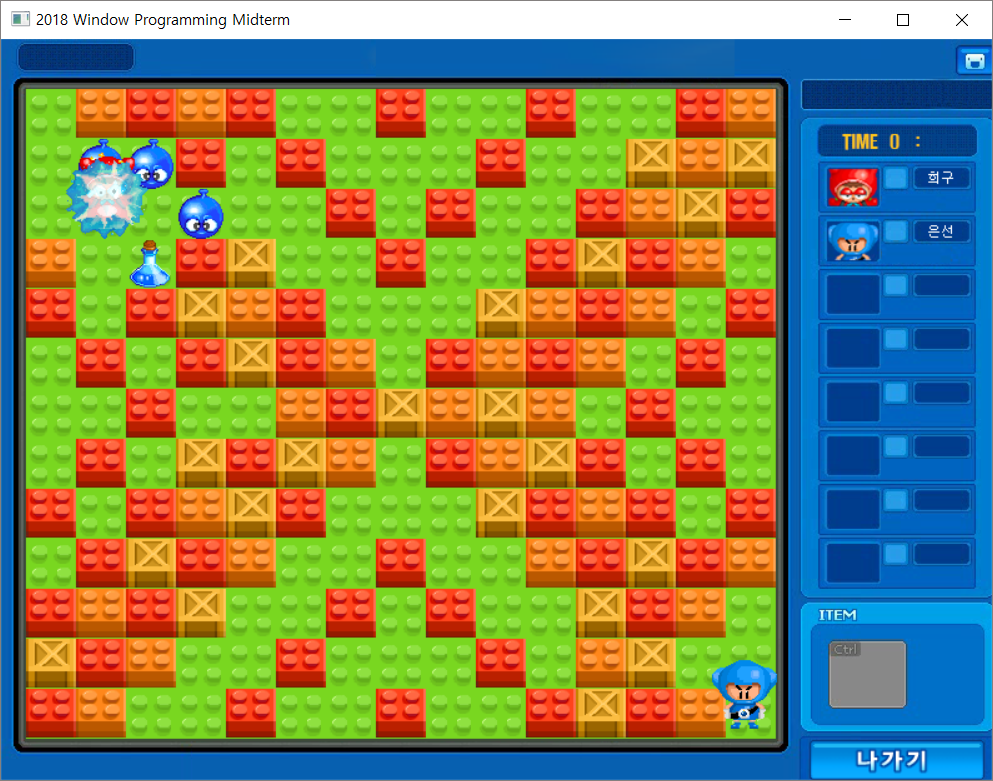 2018 Window Programming Midterm
TIME 0 :
희구
은선
ITEM
Ctrl
나가기